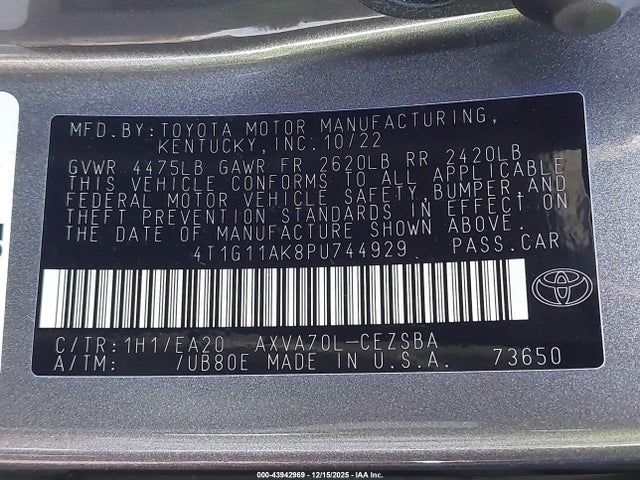 MFD.BY:TOYOTA MOTOR MANUFACTURING,
KENTUCKY,INC.10/22
GVWR 4475LB GAWR FR 2620LB RR 2420LB
THIS VEHICLE CONFORMS TO ALL APPLICABLE
FEDERAL MOTOR VEHICLE SAFETY,BUMPER,AND
THEFT PREVENTION STANDARDS IN EFFECT ON
THE DATE OF MANUFACTURE SHOWN ABOVE.
4T1G11AK8PU744929 PASS.CAR
C/TR:1H1/EA20 AXVA70L-CEZSBA
A/TM: /UB80E MADE IN U.S.A. 73650
000-43942969 - 12/15/2025 - IAA Inc.